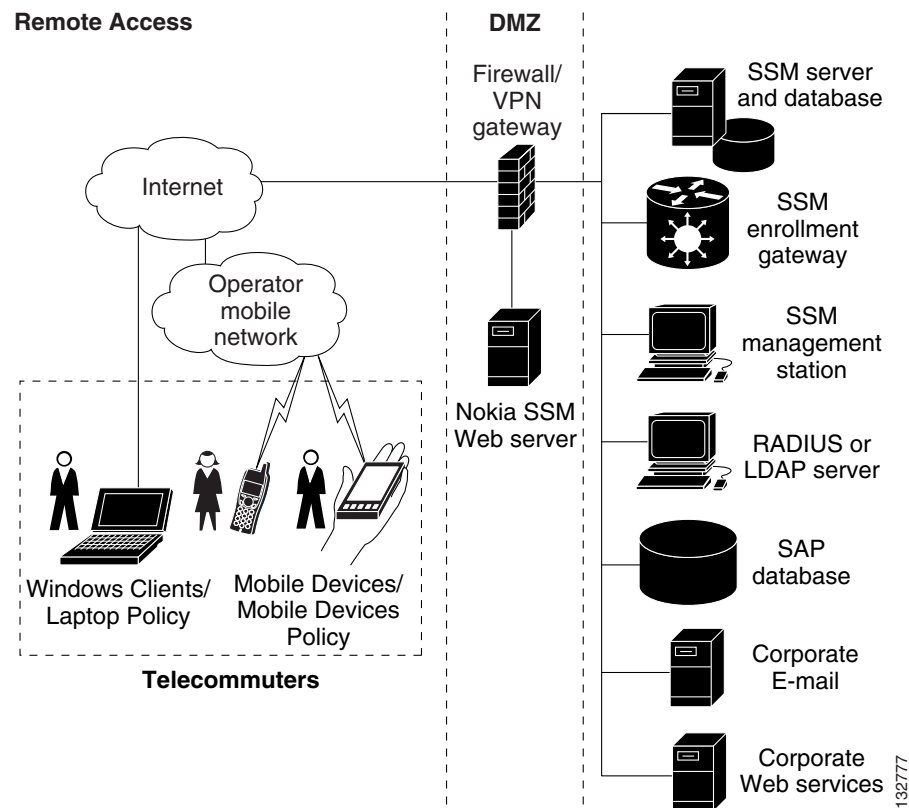 Remote Access
DMZ
Firewall/
VPN
gateway
SSM server
and database
Internet
SSM
enrollment
gateway
Operator
mobile
network
SSM
management
station
Nokia SSM
Web server
RADIUS or
LDAP server
Windows Clients/
Laptop Policy
Mobile Devices/
Mobile Devices
Policy
SAP
database
Telecommuters
Corporate
E-mail
Corporate
Web services
132777